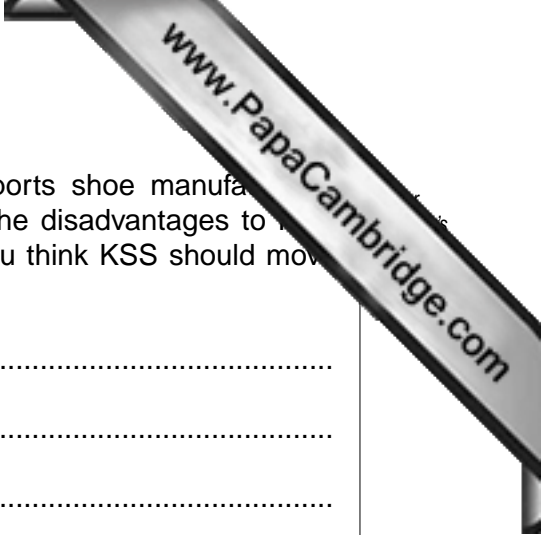 www.PapaCambridge.com
ports shoe manufa
he disadvantages to
u think KSS should mov